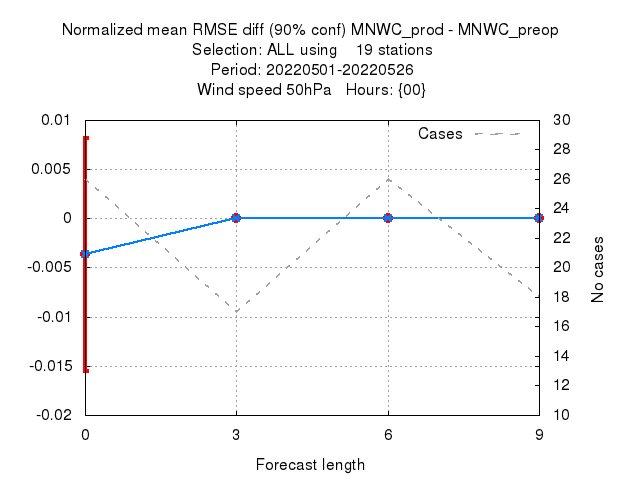 Normalized mean RMSE diff (90% conf) MNWC_prod - MNWC_preop
Selection: ALL using    19 stations
Period: 20220501-20220526
Wind speed 50hPa   Hours: {00}
Cases
0.01
0.005
0
-0.005
-0.01
-0.015
-0.02
30
28
26
24
22
20
18
16
14
12
10
No cases
0 3 6 9
Forecast length